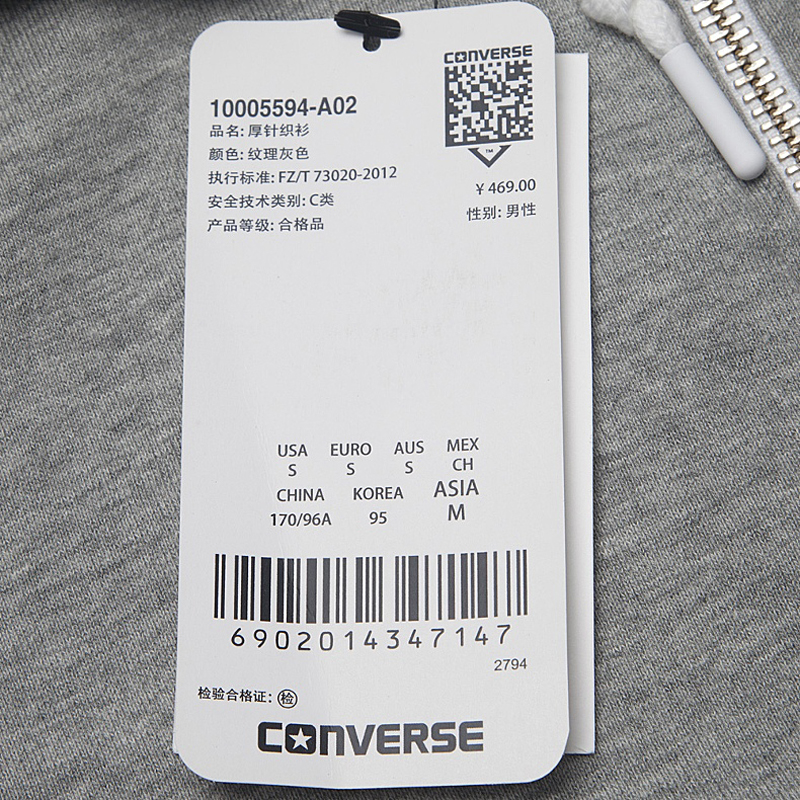 CONVERSE
10005594-A02
品名: 厚针织衫
颜色: 纹理灰色
执行标准: FZ/T 73020-2012
安全技术类别: C类
产品等级: 合格品
TM
¥ 469.00
性别: 男性
USA EURO AUS MEX
S S S CH
CHINA KOREA ASIA
170/96A 95 M
6902014347147
2794
检验合格证: 检
CONVERSE